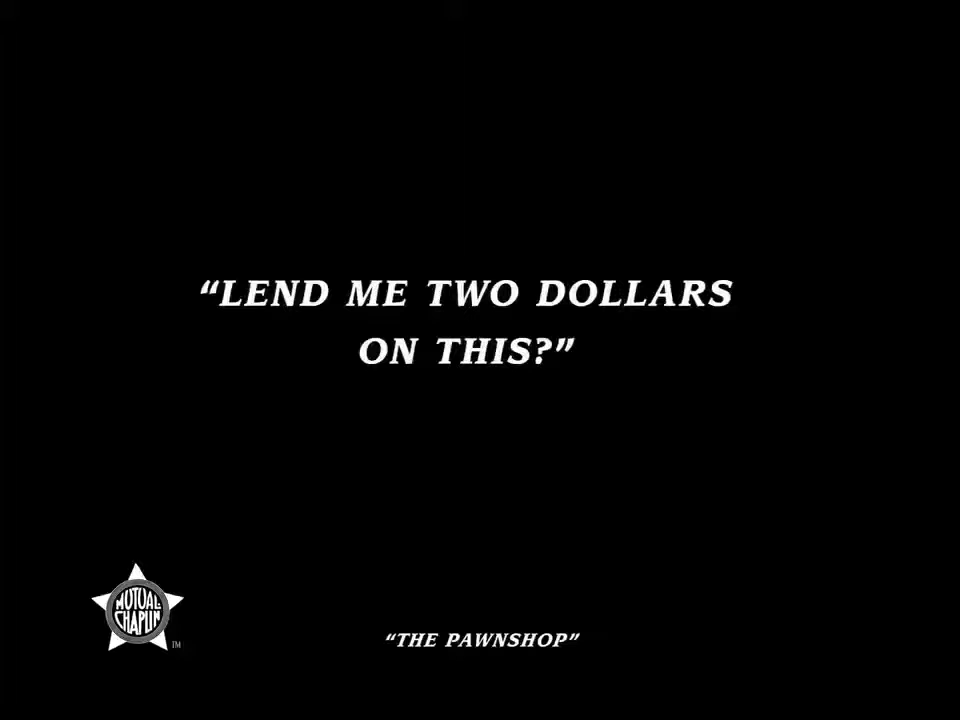 “LEND ME TWO DOLLARS
ON THIS?”
MUTUAL-
CHAPLIN
TM
“THE PAWNSHOP”